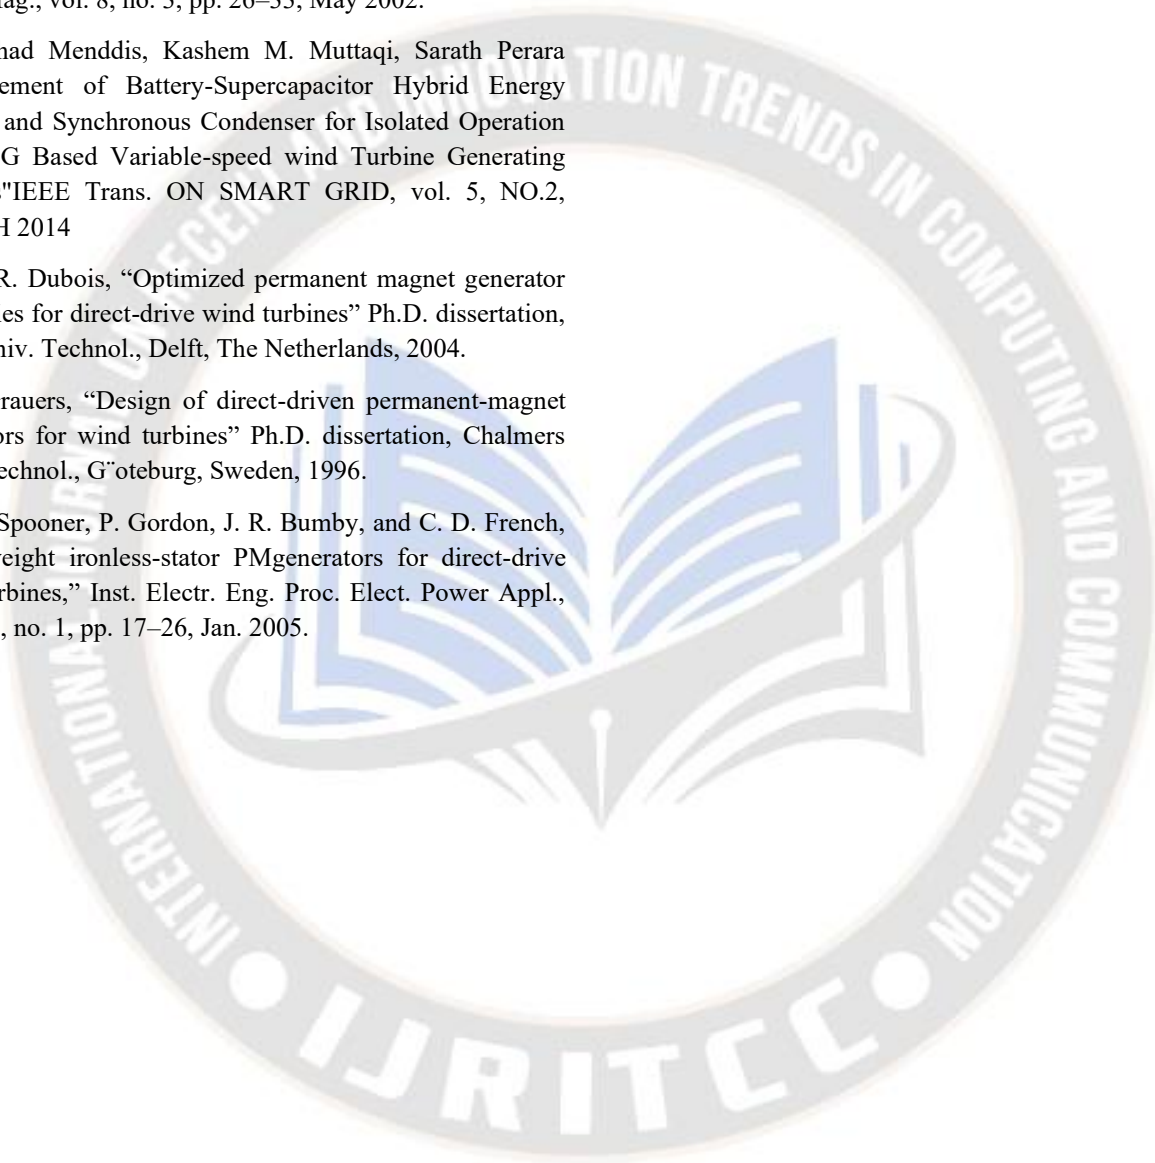 ag., vol. 8, no. 3, pp. 26–33, May 2002.
had Menddis, Kashem M. Muttaqi, Sarath Perara
ement of Battery-Supercapacitor Hybrid Energy
and Synchronous Condenser for Isolated Operation
G Based Variable-speed wind Turbine Generating
s"IEEE Trans. ON SMART GRID, vol. 5, NO.2,
H 2014
R. Dubois, “Optimized permanent magnet generator
ies for direct-drive wind turbines” Ph.D. dissertation,
niv. Technol., Delft, The Netherlands, 2004.
rauers, “Design of direct-driven permanent-magnet
ors for wind turbines” Ph.D. dissertation, Chalmers
echnol., G¨oteburg, Sweden, 1996.
Spooner, P. Gordon, J. R. Bumby, and C. D. French,
eight ironless-stator PMgenerators for direct-drive
rbines,” Inst. Electr. Eng. Proc. Elect. Power Appl.,
, no. 1, pp. 17–26, Jan. 2005.
INTERNATIONAL JOURNAL ON RECENT AND INNOVATION TRENDS IN COMPUTING AND COMMUNICATION
IJRITCC